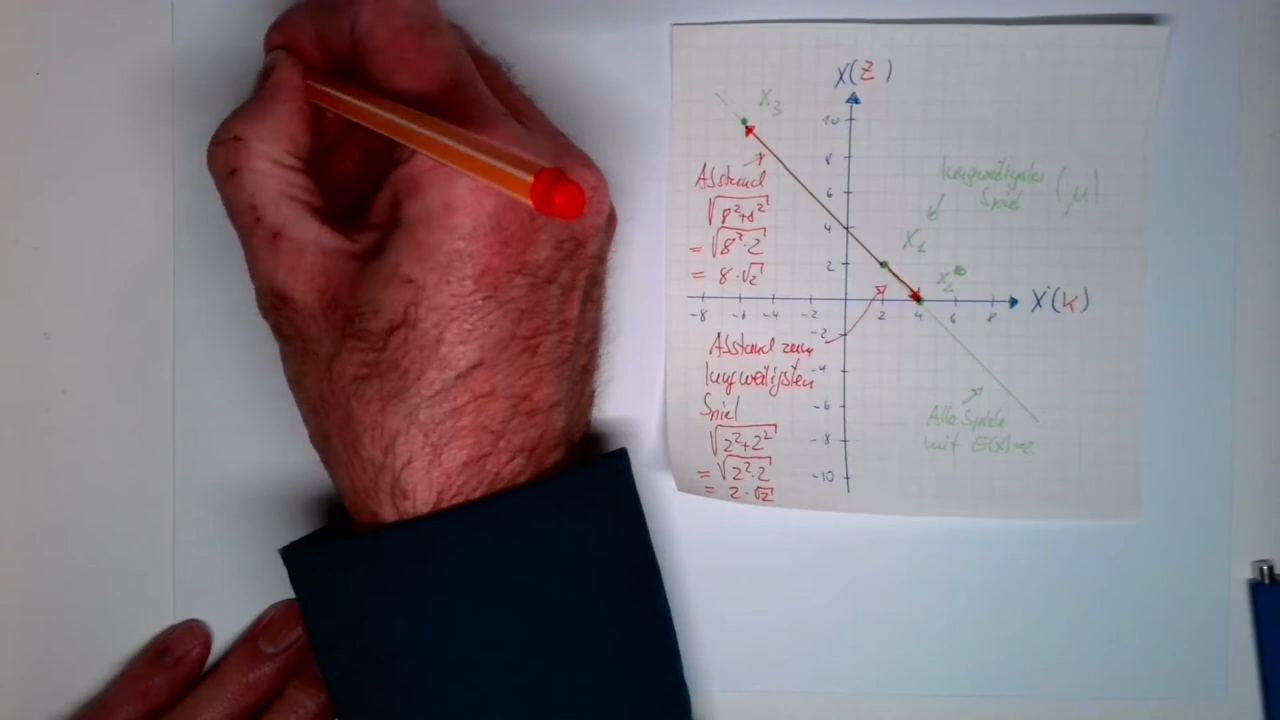 X(Z)
X₃
10
8
6
4
2
-2
-4
-6
-8
-10
-8 -6 -4 -2 2 4 6 8
X(K)
Abstand
√8²+8²
= √8²·2
= 8·√2
langweiligstes
Spiel
(μ)
X₁
X₂
Abstand zum
langweiligsten
Spiel
√2²+2²
= √2²·2
= 2·√2
Alle Spiele
mit E(X)=2